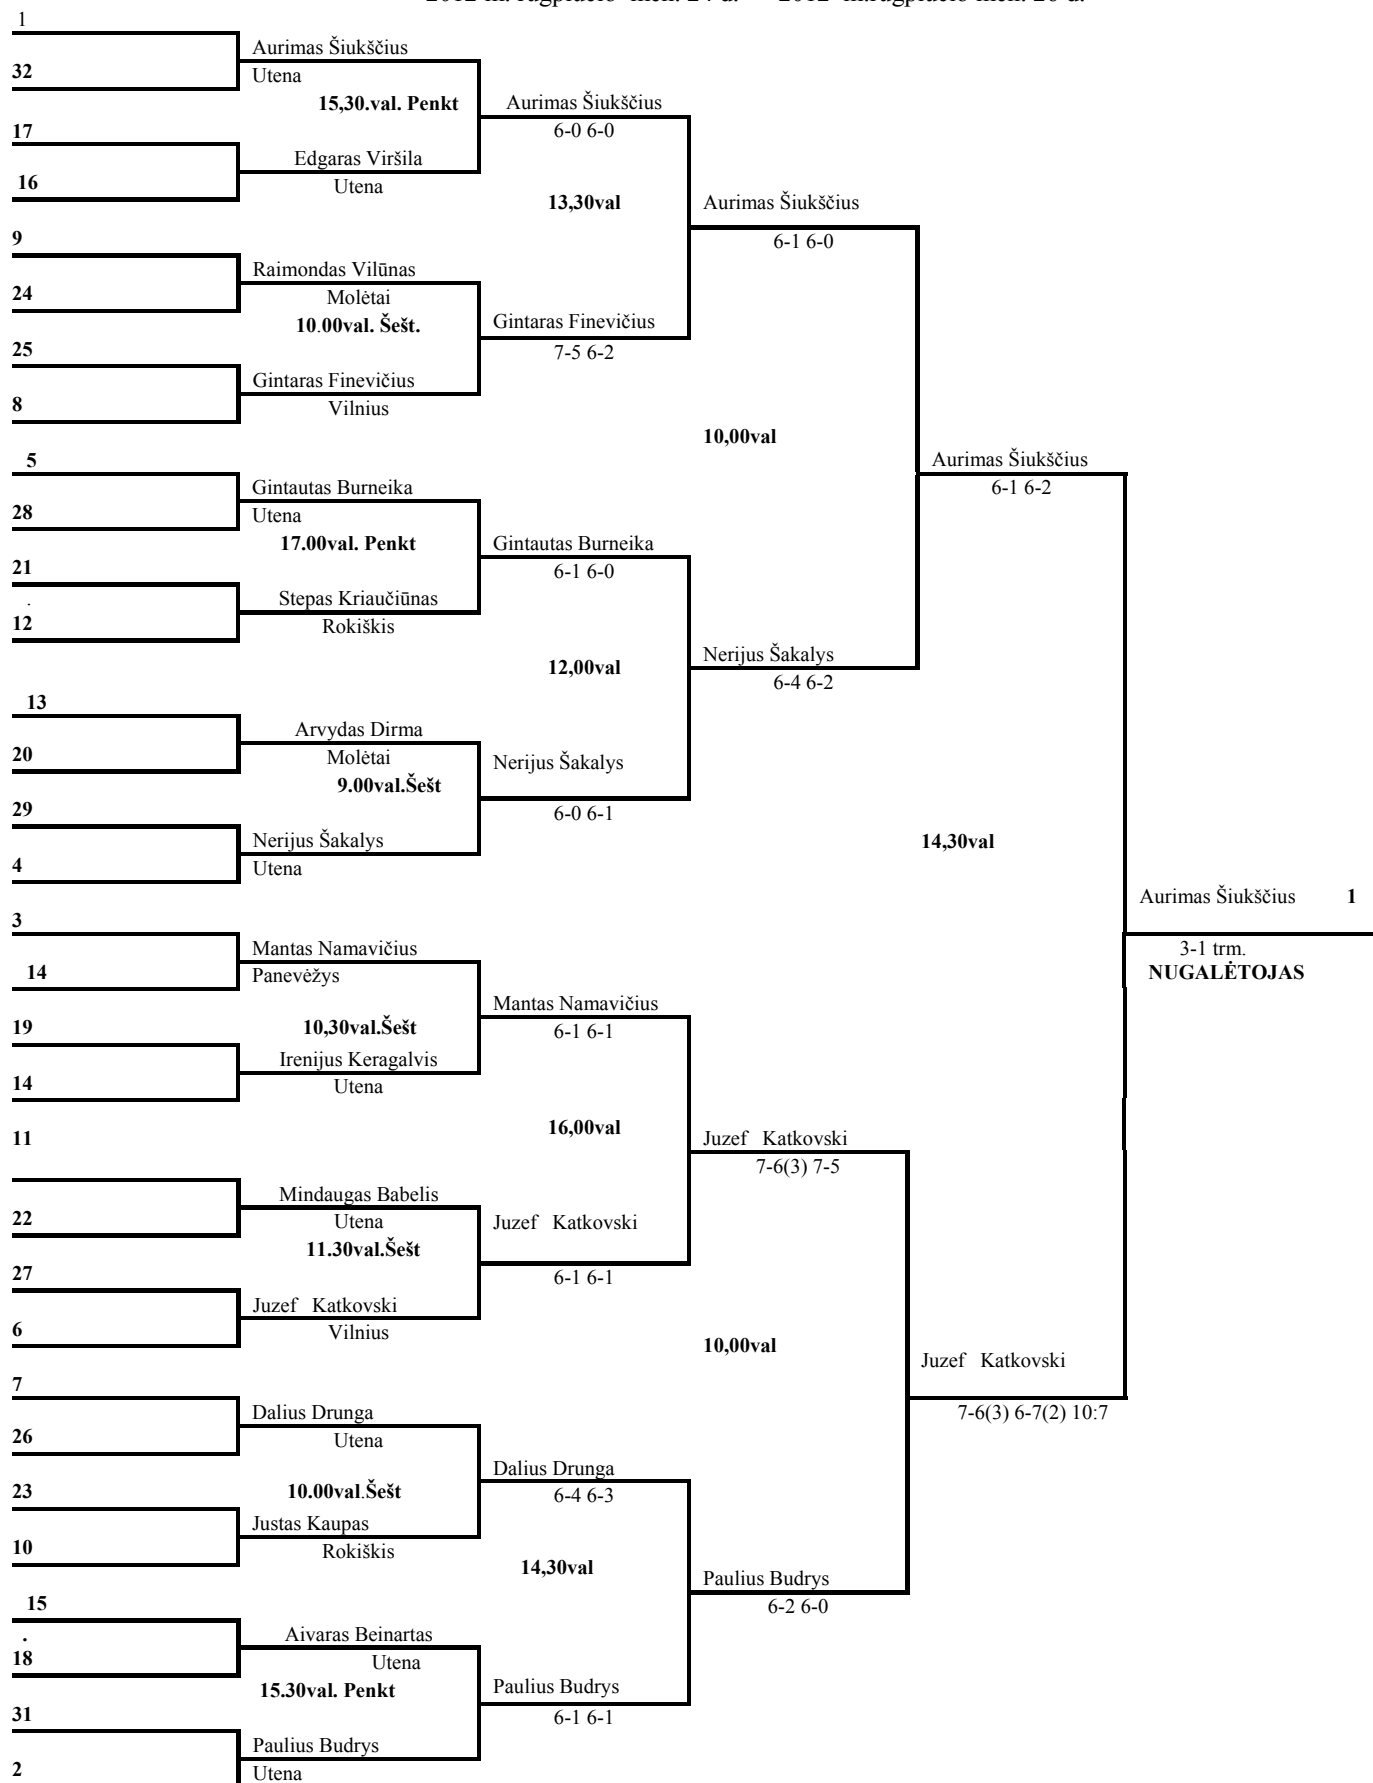 1
Aurimas Šiukščius
32
Utena
15,30.val. Penkt
Aurimas Šiukščius
17
6-0 6-0
Edgaras Viršila
16
Utena
13,30val
Aurimas Šiukščius
9
6-1 6-0
Raimondas Vilūnas
24
Molėtai
10.00val. Šešt.
Gintaras Finevičius
25
7-5 6-2
Gintaras Finevičius
8
Vilnius
10,00val
5
Aurimas Šiukščius
Gintautas Burneika
6-1 6-2
28
Utena
17.00val. Penkt
Gintautas Burneika
21
6-1 6-0
.
Stepas Kriaučiūnas
12
Rokiškis
12,00val
Nerijus Šakalys
6-4 6-2
13
Arvydas Dirma
20
Molėtai
Nerijus Šakalys
9.00val.Šešt
29
6-0 6-1
Nerijus Šakalys
14,30val
4
Utena
Aurimas Šiukščius 1
3
Mantas Namavičius
3-1 trm.
14
Panevėžys
NUGALĖTOJAS
Mantas Namavičius
19
10,30val.Šešt
6-1 6-1
Irenijus Keragalvis
14
Utena
16,00val
11
Juzef Katkovski
7-6(3) 7-5
Mindaugas Babelis
22
Utena
Juzef Katkovski
11.30val.Šešt
27
6-1 6-1
Juzef Katkovski
6
Vilnius
10,00val
Juzef Katkovski
7
7-6(3) 6-7(2) 10:7
Dalius Drunga
26
Utena
Dalius Drunga
23
10.00val.Šešt
6-4 6-3
Justas Kaupas
10
Rokiškis
14,30val
Paulius Budrys
15
6-2 6-0
.
Aivaras Beinartas
18
Utena
15.30val. Penkt
Paulius Budrys
31
6-1 6-1
Paulius Budrys
2
Utena